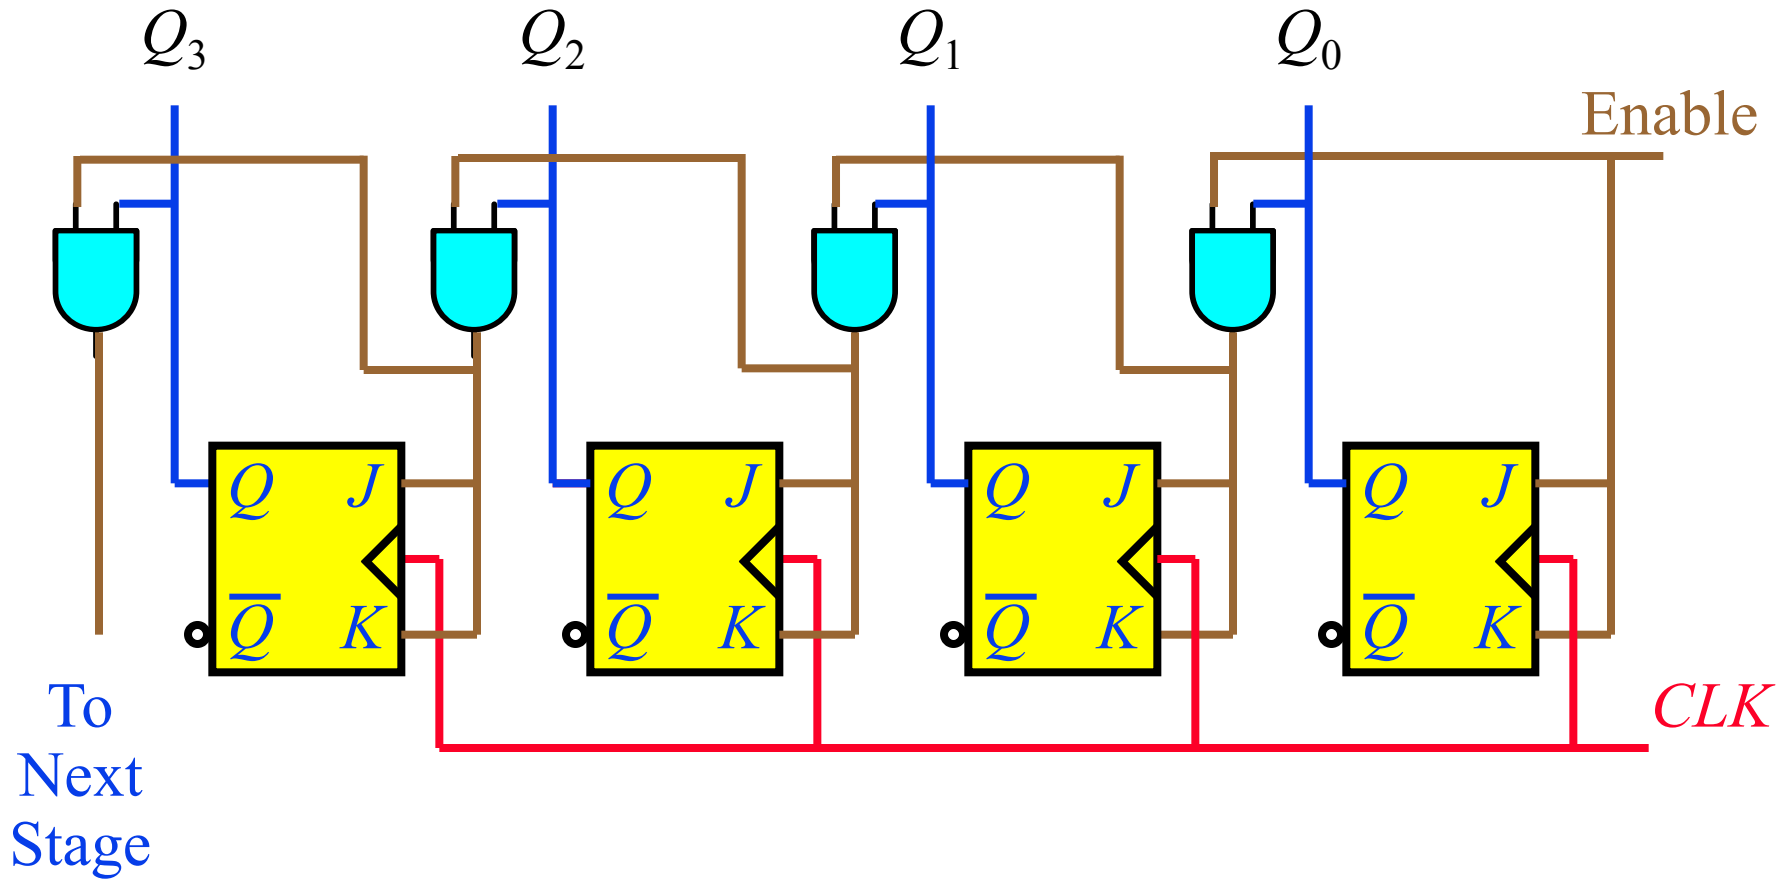 Q3 Q2 Q1 Q0
Enable
Q J Q J Q J Q J
Q̅ K Q̅ K Q̅ K Q̅ K
CLK
To
Next
Stage